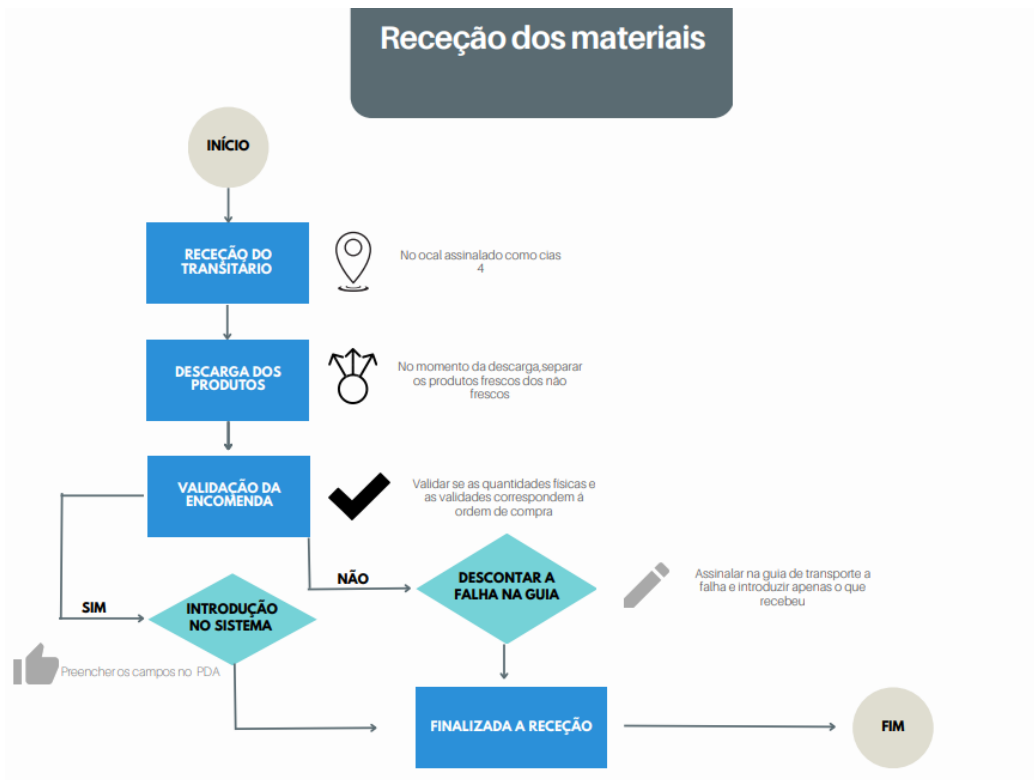 Receção dos materiais
INÍCIO
RECEÇÃO DO
TRANSITÁRIO
No ocal assinalado como cias
4
DESCARGA DOS
PRODUTOS
No momento da descarga,separar
os produtos frescos dos não
frescos
VALIDAÇÃO DA
ENCOMENDA
Validar se as quantidades físicas e
as validades correspondem à
ordem de compra
NÃO
DESCONTAR A
FALHA NA GUIA
Assinalar na guia de transporte a
falha e introduzir apenas o que
recebeu
SIM
INTRODUÇÃO
NO SISTEMA
Preencher os campos no PDA
FINALIZADA A RECEÇÃO
FIM